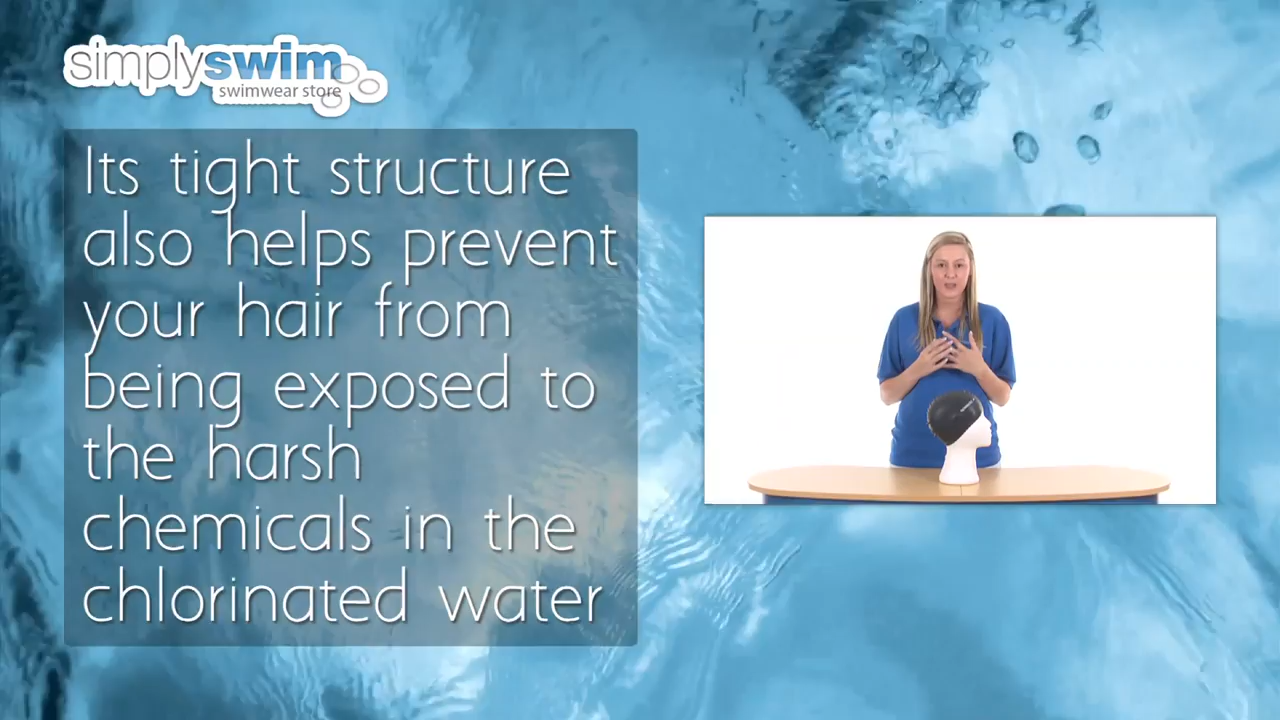 simplyswim
swimwear store
Its tight structure
also helps prevent
your hair from
being exposed to
the harsh
chemicals in the
chlorinated water